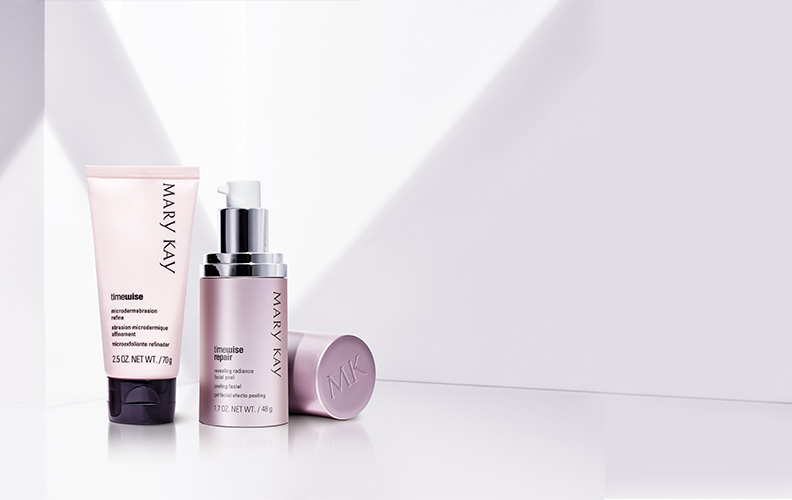 MARY KAY
timewise
microdermabrasion
refine
abrasion microdermique
affinement
microexfoliante refinador
2.5 OZ. NET WT. / 70 g
MARY KAY
timewise
repair
revealing radiance
facial peel
peeling facial
gel facial efecto peeling
1.7 OZ. NET WT. / 48 g
MK